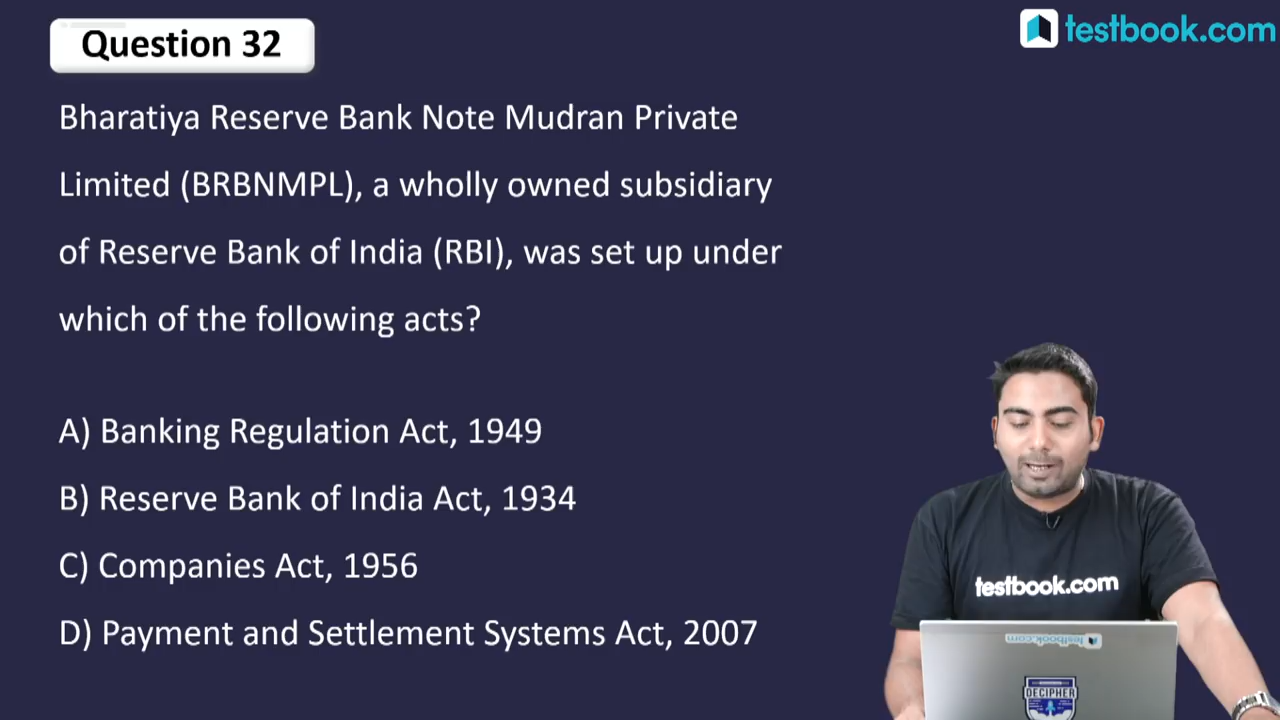 Question 32
testbook.com
Bharatiya Reserve Bank Note Mudran Private
Limited (BRBNMPL), a wholly owned subsidiary
of Reserve Bank of India (RBI), was set up under
which of the following acts?
A) Banking Regulation Act, 1949
B) Reserve Bank of India Act, 1934
C) Companies Act, 1956
D) Payment and Settlement Systems Act, 2007
testbook.com
testbook.com
DECIPHER